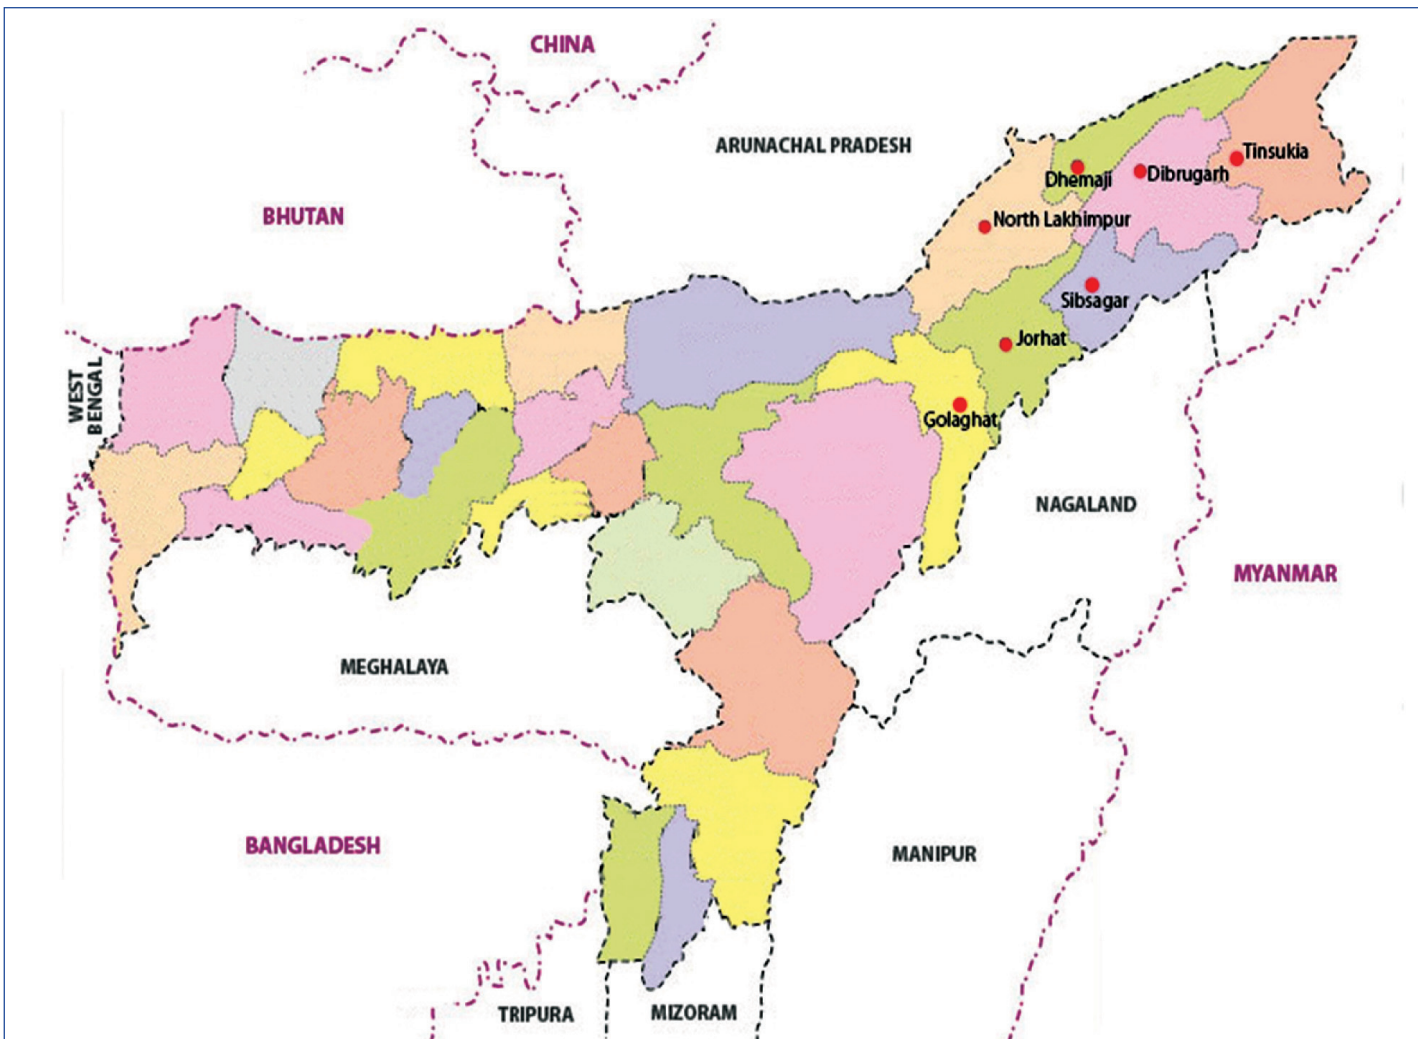 CHINA
ARUNACHAL PRADESH
Tinsukia
Dhemaji
Dibrugarh
BHUTAN
North Lakhimpur
Sibsagar
Jorhat
WEST
BENGAL
Golaghat
NAGALAND
MYANMAR
MEGHALAYA
BANGLADESH
MANIPUR
TRIPURA
MIZORAM